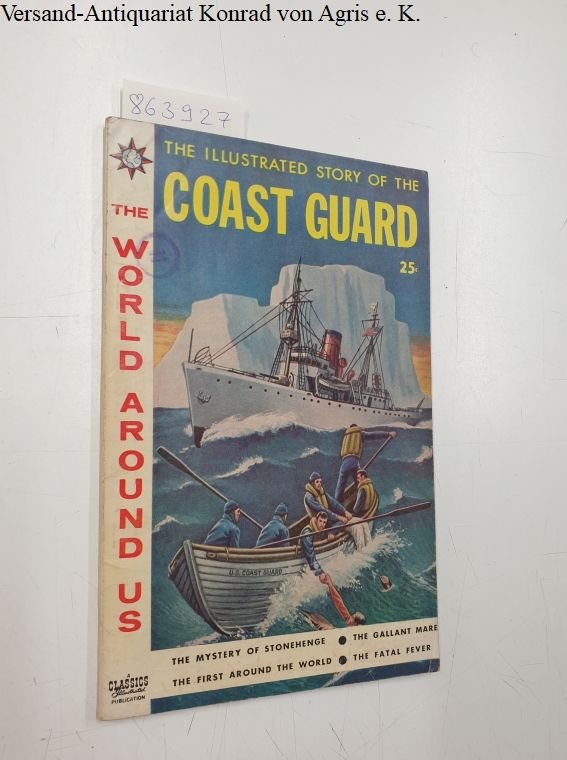 Versand-Antiquariat Konrad von Agris e. K.
863927
THE ILLUSTRATED STORY OF THE
COAST GUARD
25¢
THE WORLD AROUND US
U.S. COAST GUARD
THE MYSTERY OF STONEHENGE • THE GALLANT MARE
THE FIRST AROUND THE WORLD • THE FATAL FEVER
A
CLASSICS
Illustrated
PUBLICATION